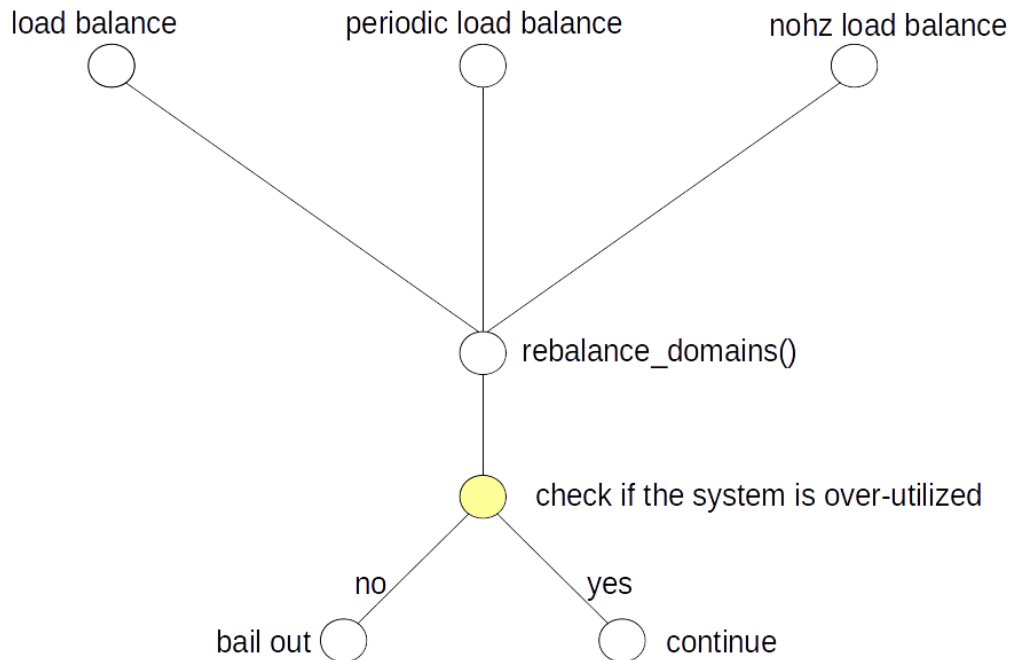 load balance
periodic load balance
nohz load balance
rebalance_domains()
check if the system is over-utilized
no
yes
bail out
continue